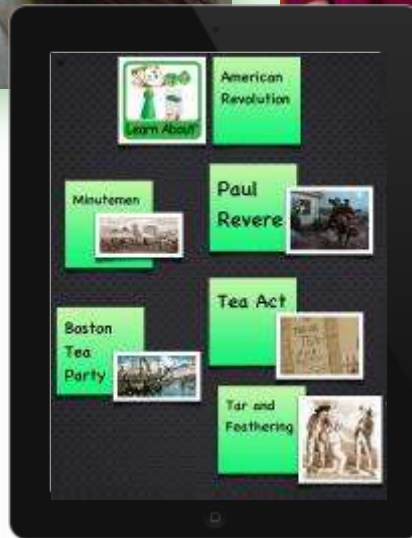 Learn About
American
Revolution
Minutemen
Paul
Revere
Tea Act
Boston
Tea
Party
Tar and
Feathering